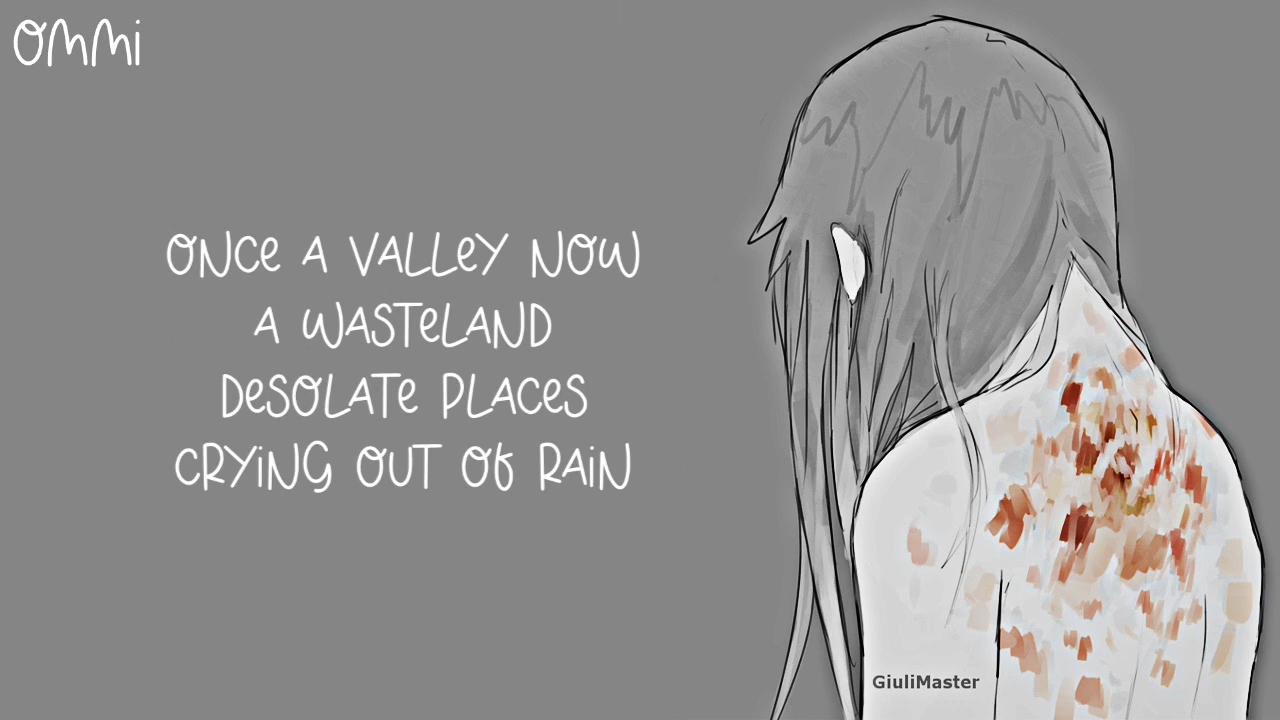 Ommi
ONCE A VALLEY NOW
A WASTELAND
DESOLATE PLACES
CRYING OUT OF RAIN
GiuliMaster